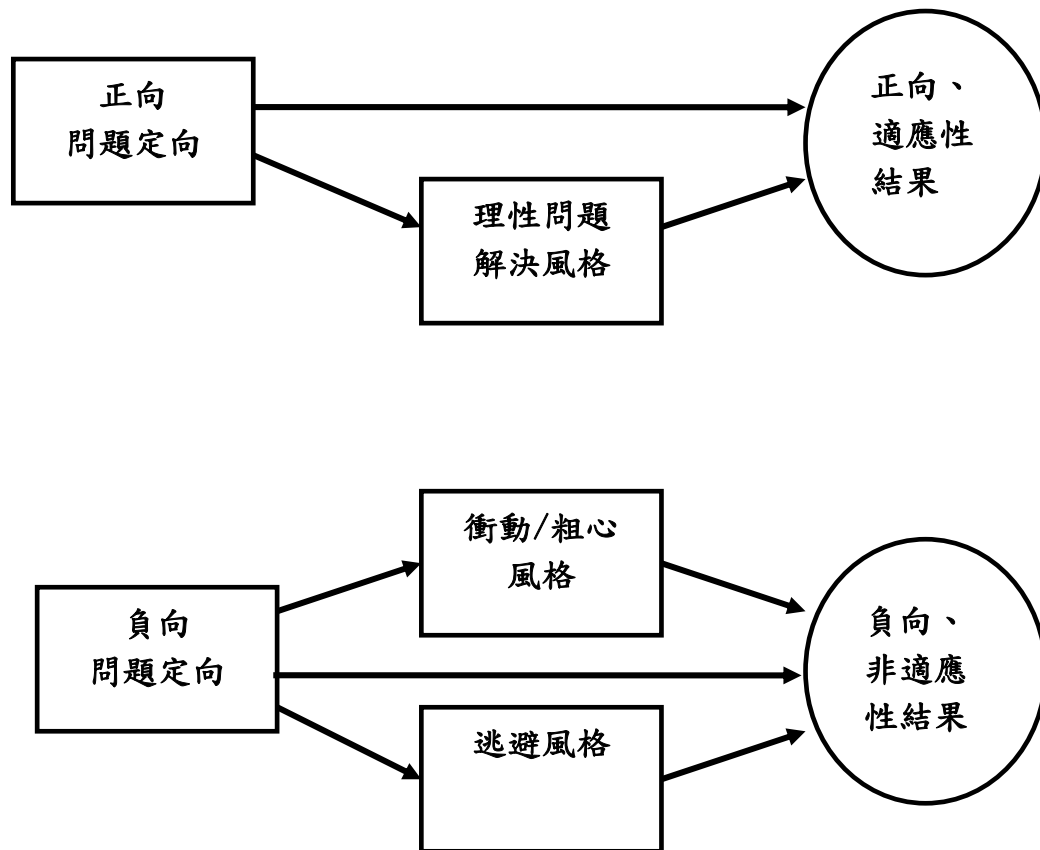 正向
問題定向
正向、
適應性
結果
理性問題
解決風格
衝動/粗心
風格
負向
問題定向
負向、
非適應
性結果
逃避風格